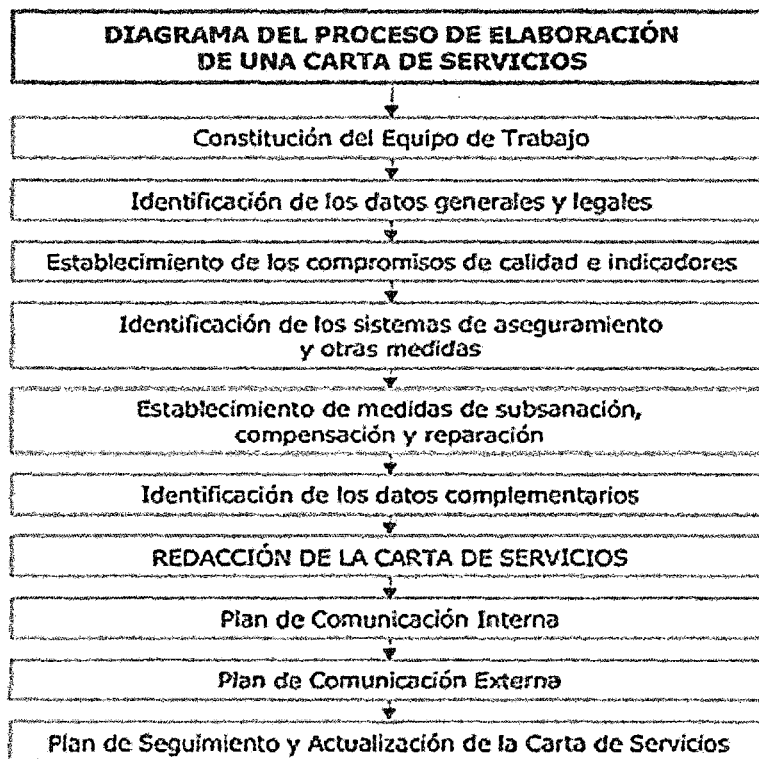 DIAGRAMA DEL PROCESO DE ELABORACIÓN
DE UNA CARTA DE SERVICIOS
Constitución del Equipo de Trabajo
Identificación de los datos generales y legales
Establecimiento de los compromisos de calidad e indicadores
Identificación de los sistemas de aseguramiento
y otras medidas
Establecimiento de medidas de subsanación,
compensación y reparación
Identificación de los datos complementarios
REDACCIÓN DE LA CARTA DE SERVICIOS
Plan de Comunicación Interna
Plan de Comunicación Externa
Plan de Seguimiento y Actualización de la Carta de Servicios